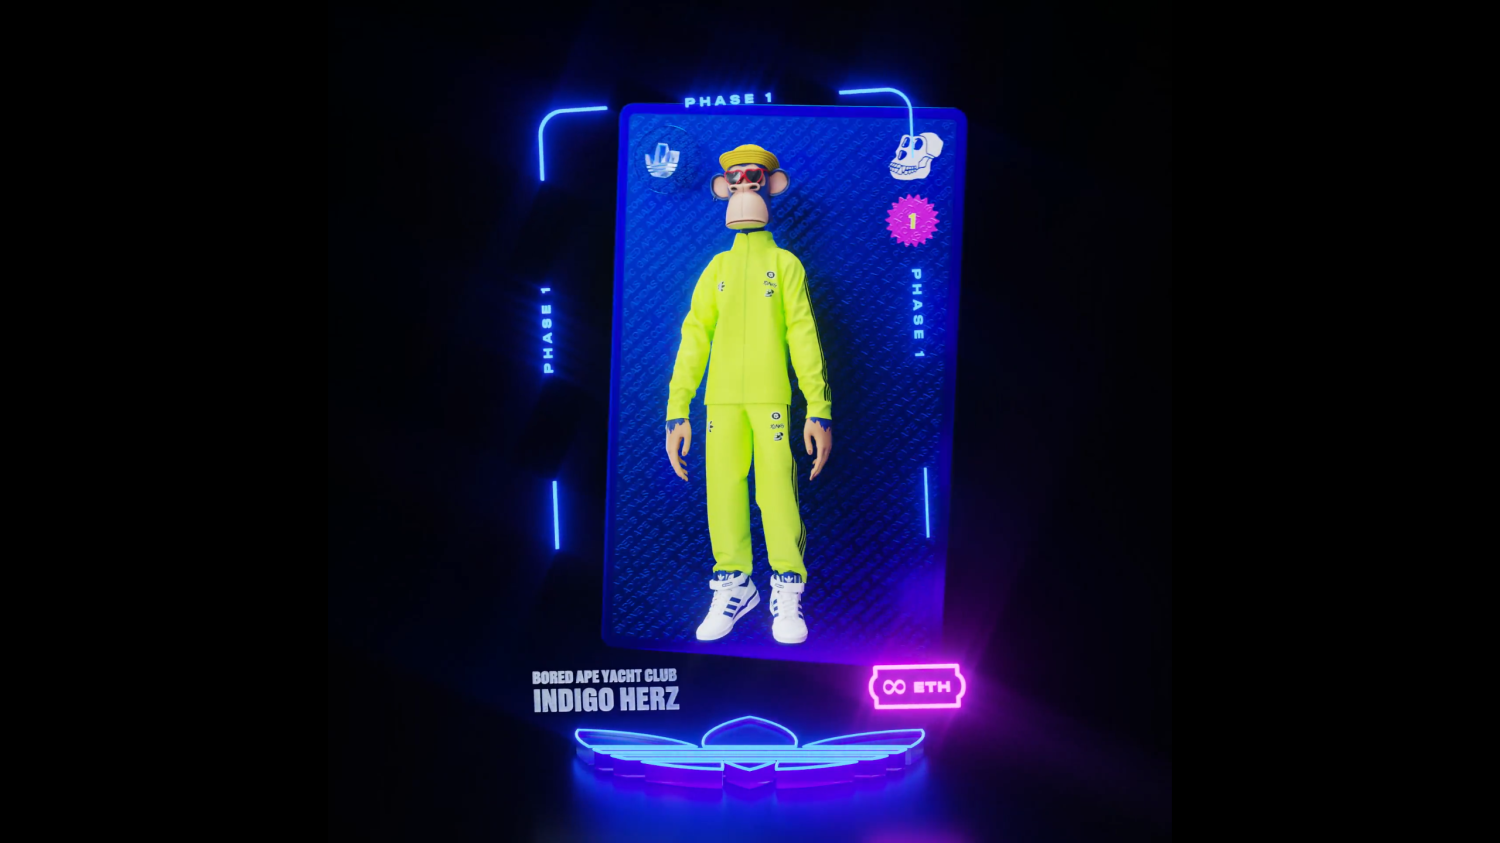 PHASE 1
1
PHASE 1
PHASE 1
BORED APE YACHT CLUB
INDIGO HERZ
∞ ETH